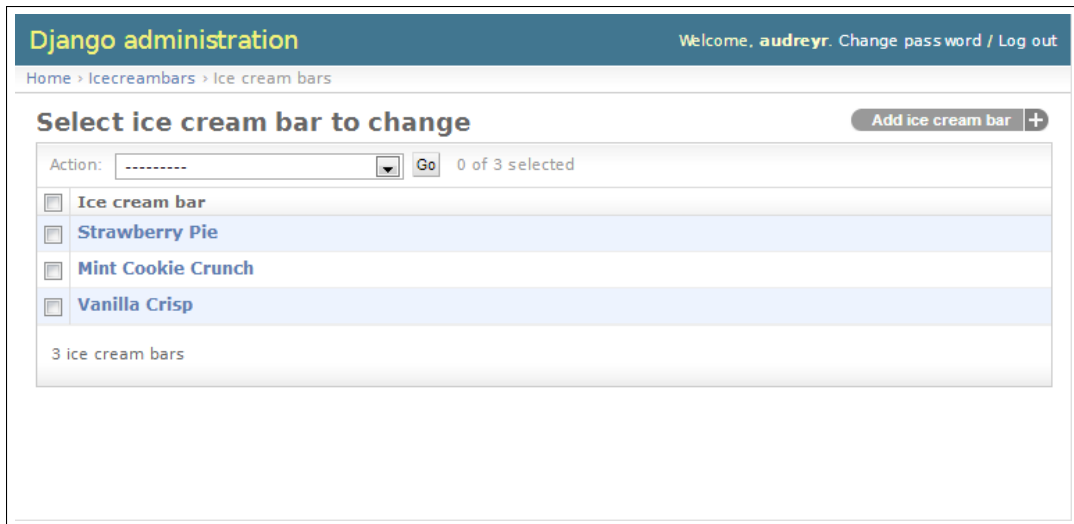 Django administration
Welcome, audreyr. Change password / Log out
Home › Icecreambars › Ice cream bars
Select ice cream bar to change
Add ice cream bar +
Action: --------- Go 0 of 3 selected
Ice cream bar
Strawberry Pie
Mint Cookie Crunch
Vanilla Crisp
3 ice cream bars